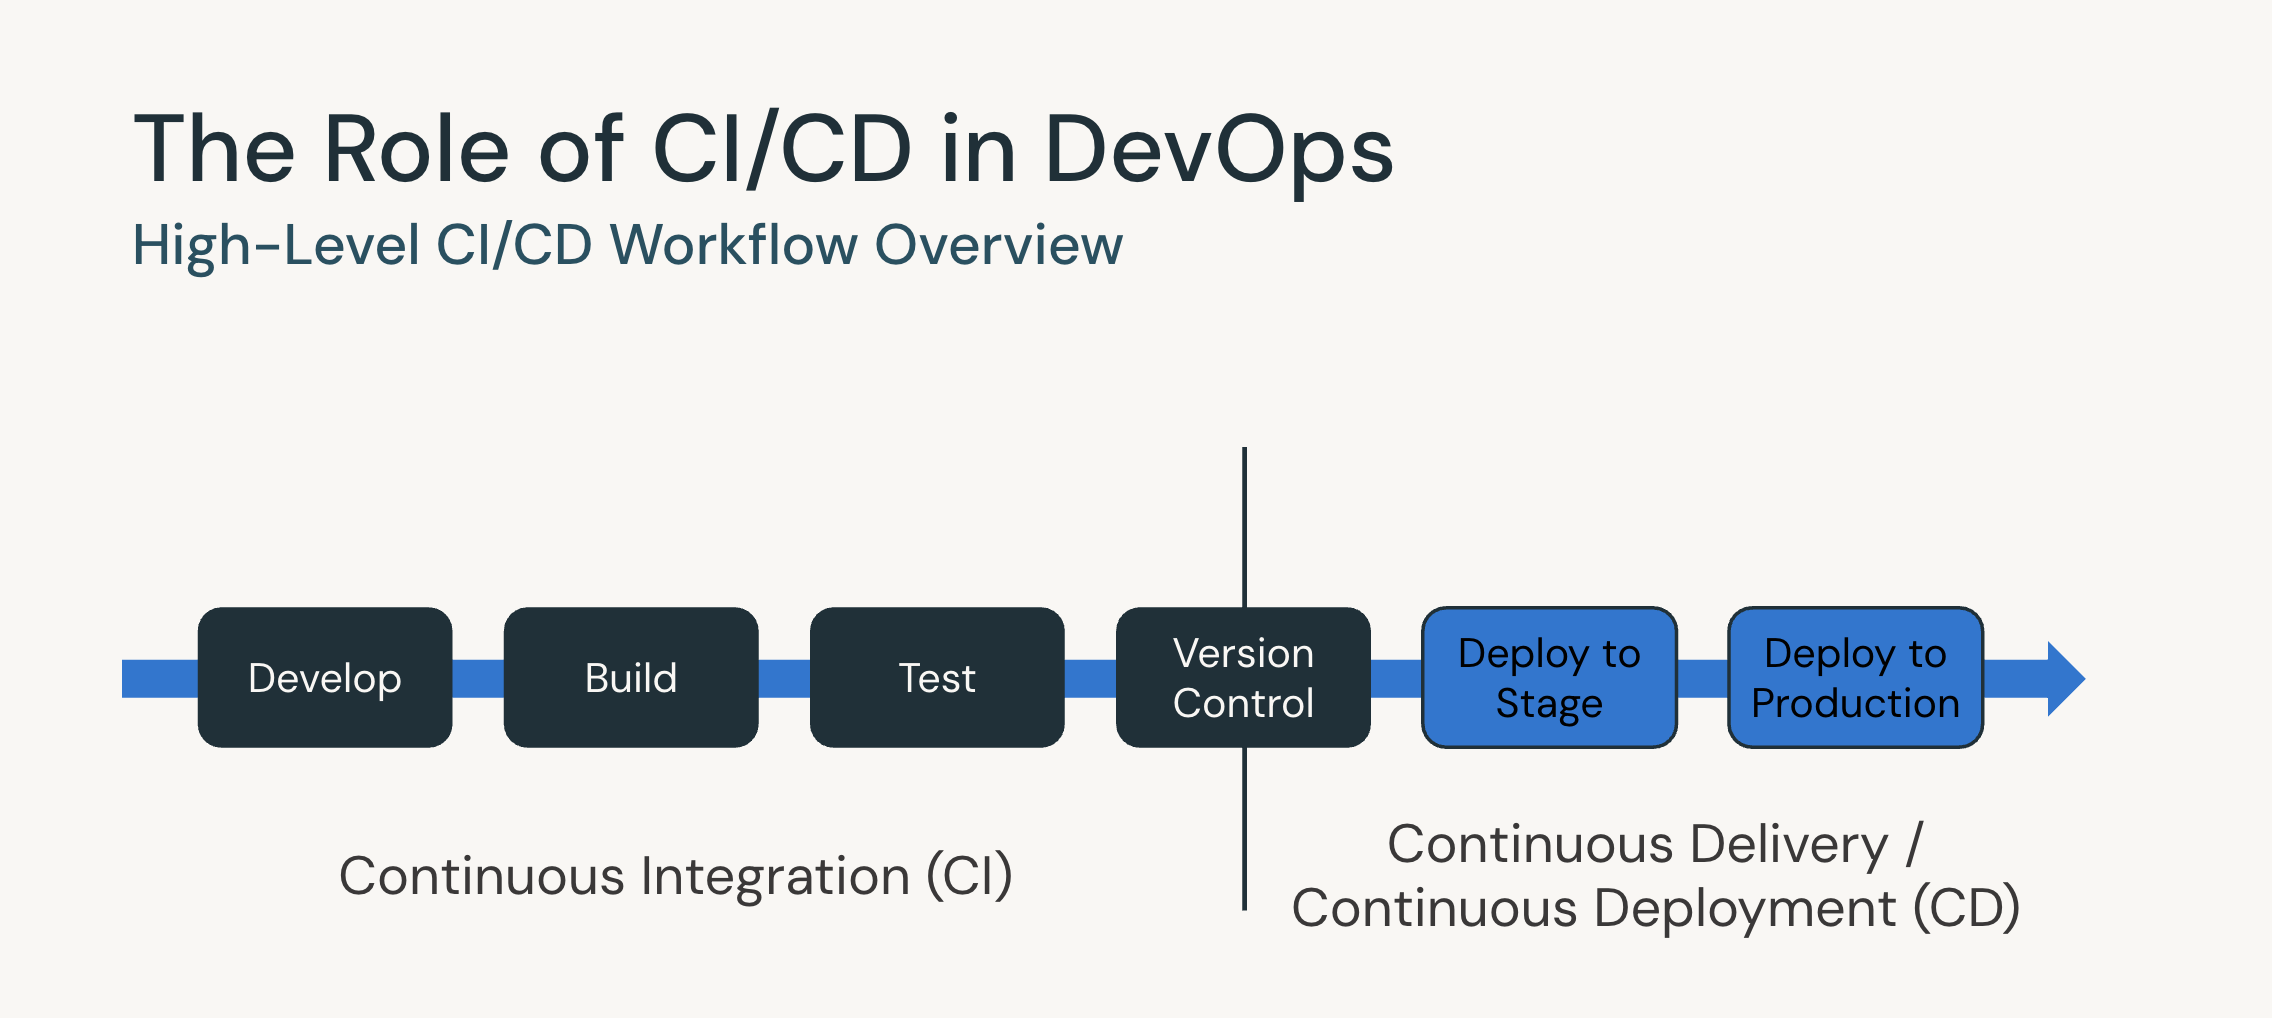 The Role of CI/CD in DevOps
High-Level CI/CD Workflow Overview
Develop
Build
Test
Version
Control
Deploy to
Stage
Deploy to
Production
Continuous Integration (CI)
Continuous Delivery /
Continuous Deployment (CD)